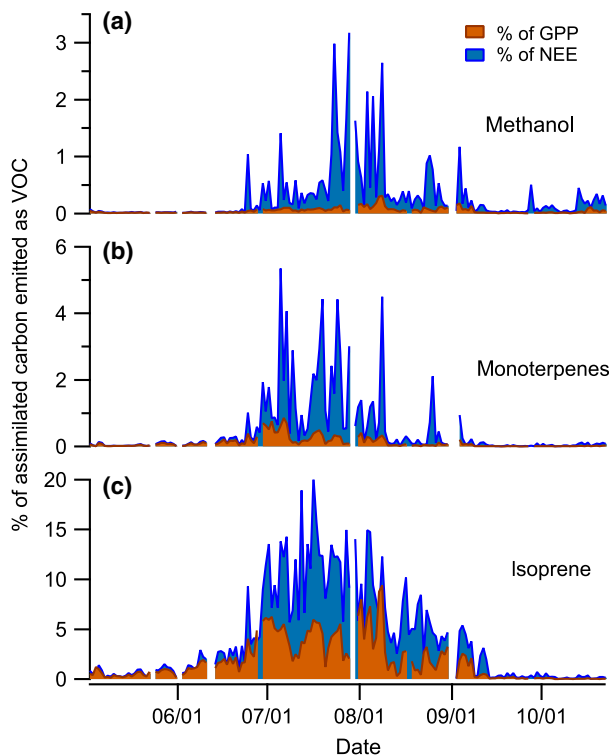 (a)
% of GPP
% of NEE
Methanol
3
2
1
0
(b)
Monoterpenes
6
4
2
0
(c)
Isoprene
20
15
10
5
0
% of assimilated carbon emitted as VOC
06/01 07/01 08/01 09/01 10/01
Date